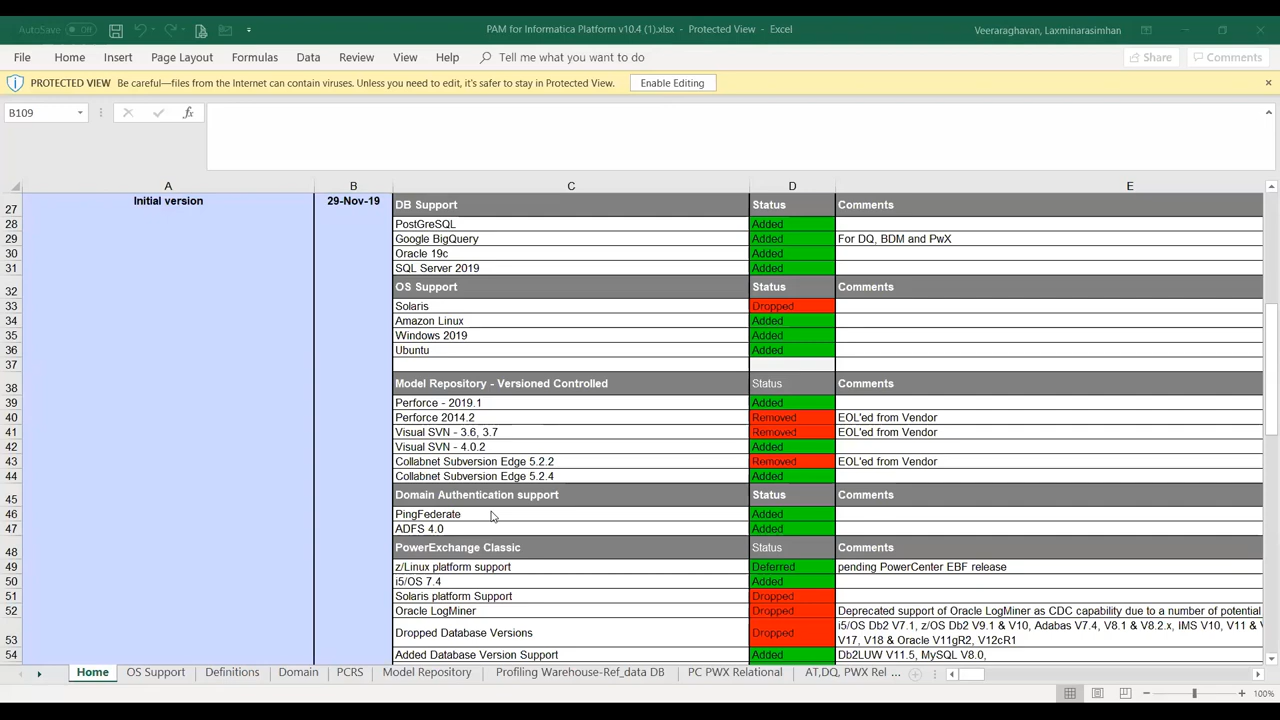 AutoSave Off
PAM for Informatica Platform v10.4 (1).xlsx - Protected View - Excel
Veeraraghavan, Laxminarasimhan
File Home Insert Page Layout Formulas Data Review View Help Tell me what you want to do Share Comments
PROTECTED VIEW Be careful—files from the Internet can contain viruses. Unless you need to edit, it's safer to stay in Protected View. Enable Editing
B109 fx
A B C D E
Initial version 29-Nov-19
27 DB Support Status Comments
28 PostGreSQL Added
29 Google BigQuery Added For DQ, BDM and PwX
30 Oracle 19c Added
31 SQL Server 2019 Added
32 OS Support Status Comments
33 Solaris Dropped
34 Amazon Linux Added
35 Windows 2019 Added
36 Ubuntu Added
37
38 Model Repository - Versioned Controlled Status Comments
39 Perforce - 2019.1 Added
40 Perforce 2014.2 Removed EOL'ed from Vendor
41 Visual SVN - 3.6, 3.7 Removed EOL'ed from Vendor
42 Visual SVN - 4.0.2 Added
43 Collabnet Subversion Edge 5.2.2 Removed EOL'ed from Vendor
44 Collabnet Subversion Edge 5.2.4 Added
45 Domain Authentication support Status Comments
46 PingFederate Added
47 ADFS 4.0 Added
48 PowerExchange Classic Status Comments
49 z/Linux platform support Deferred pending PowerCenter EBF release
50 i5/OS 7.4 Added
51 Solaris platform Support Dropped
52 Oracle LogMiner Dropped Deprecated support of Oracle LogMiner as CDC capability due to a number of potential
53 Dropped Database Versions Dropped i5/OS Db2 V7.1, z/OS Db2 V9.1 & V10, Adabas V7.4, V8.1 & V8.2.x, IMS V10, V11 &
V17, V18 & Oracle V11gR2, V12cR1
54 Added Database Version Support Added Db2LUW V11.5, MySQL V8.0,
Home OS Support Definitions Domain PCRS Model Repository Profiling Warehouse-Ref_data DB PC PWX Relational AT,DQ, PWX Rel ...
100%